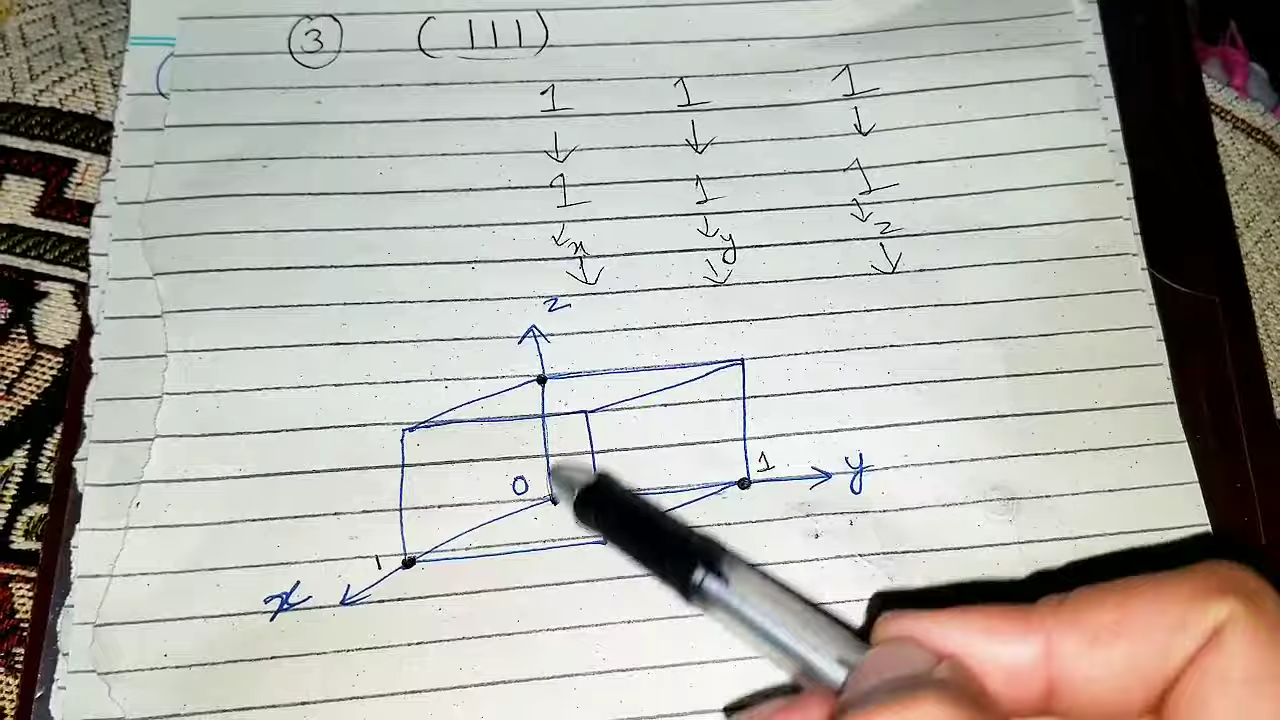 ③ (111)
1 1 1
↓ ↓ ↓
1 1 1
↓ ↓ ↓
x y z
↓ ↓ ↓
z
0 1 y
1
x